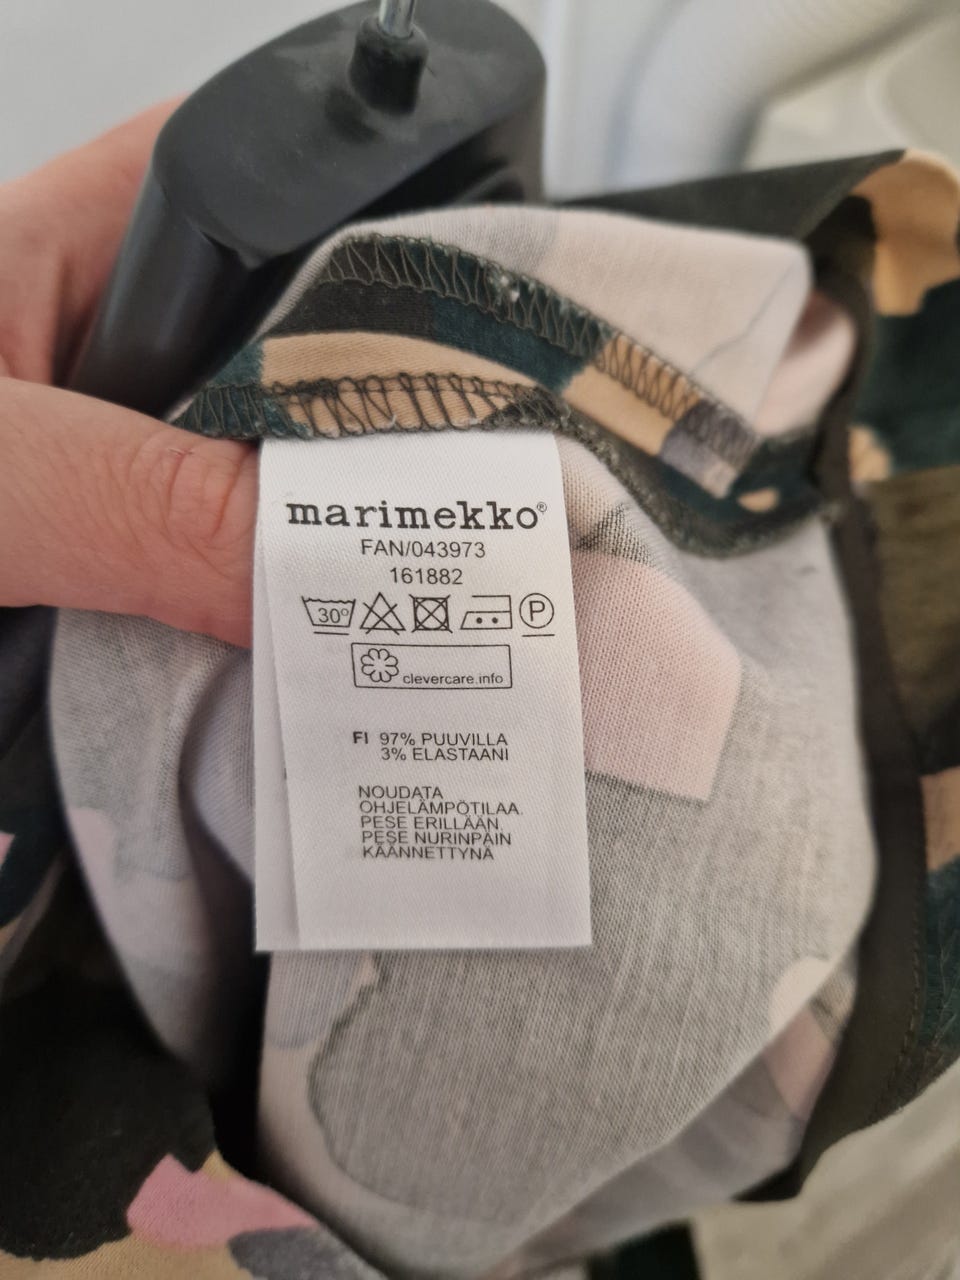 marimekko®
FAN/043973
161882
30° P
clevercare.info
FI 97% PUUVILLA
3% ELASTAANI
NOUDATA
OHJELÄMPÖTILAA.
PESE ERILLÄÄN.
PESE NURINPÄIN
KÄÄNNETTYNÄ